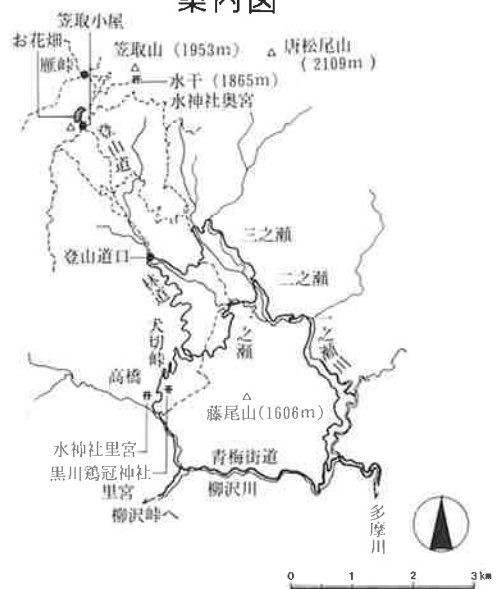 案内図
笠取小屋
お花畑
雁峠
笠取山（1953m）
唐松尾山
（2109m）
水干（1865m）
水神社奥宮
登山道
三之瀬
登山道口
二之瀬
林道
一之瀬
一之瀬川
犬切峠
高橋
藤尾山（1606m）
水神社里宮
黒川鶏冠神社
里宮
青梅街道
柳沢川
柳沢峠へ
多摩川
0 1 2 3km